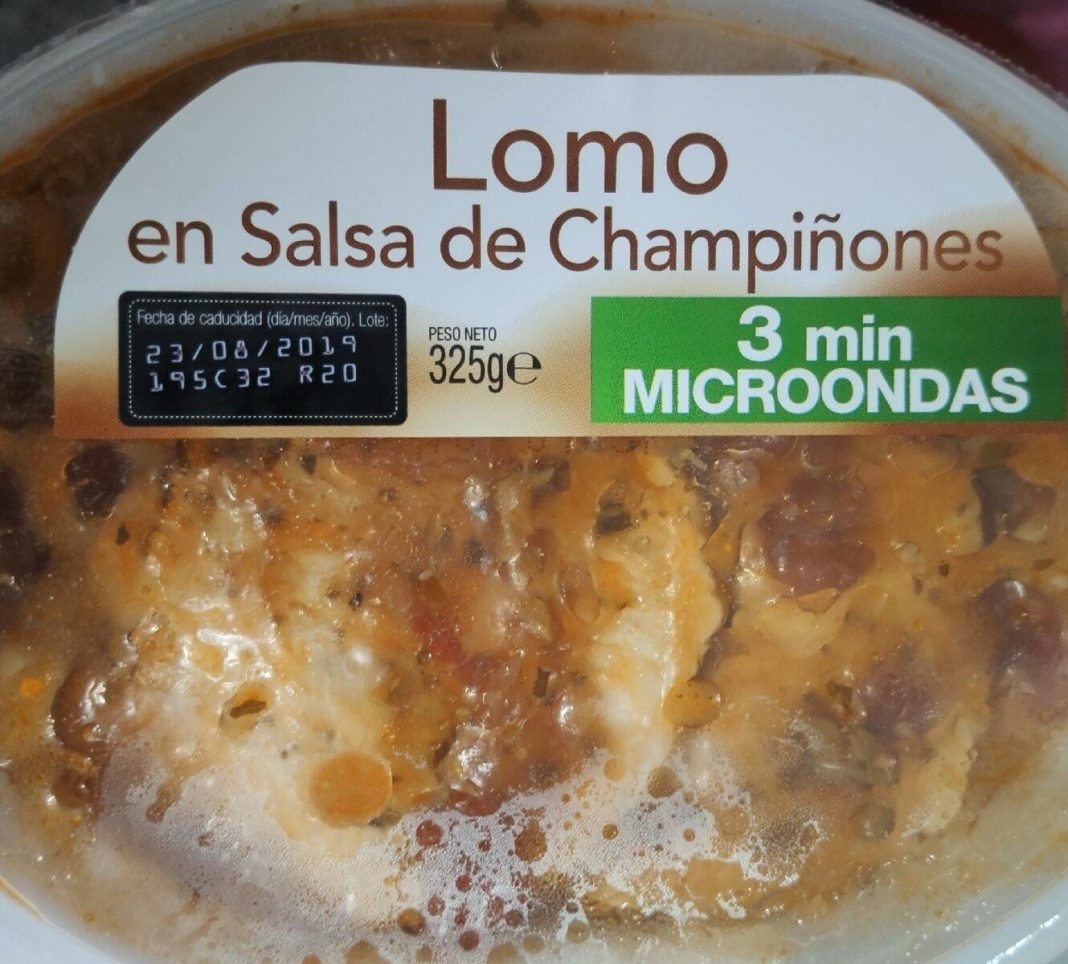 Lomo
en Salsa de Champiñones
Fecha de caducidad (día/mes/año). Lote:
23/08/2019
195C32 R20
PESO NETO
325g℮
3 min
MICROONDAS